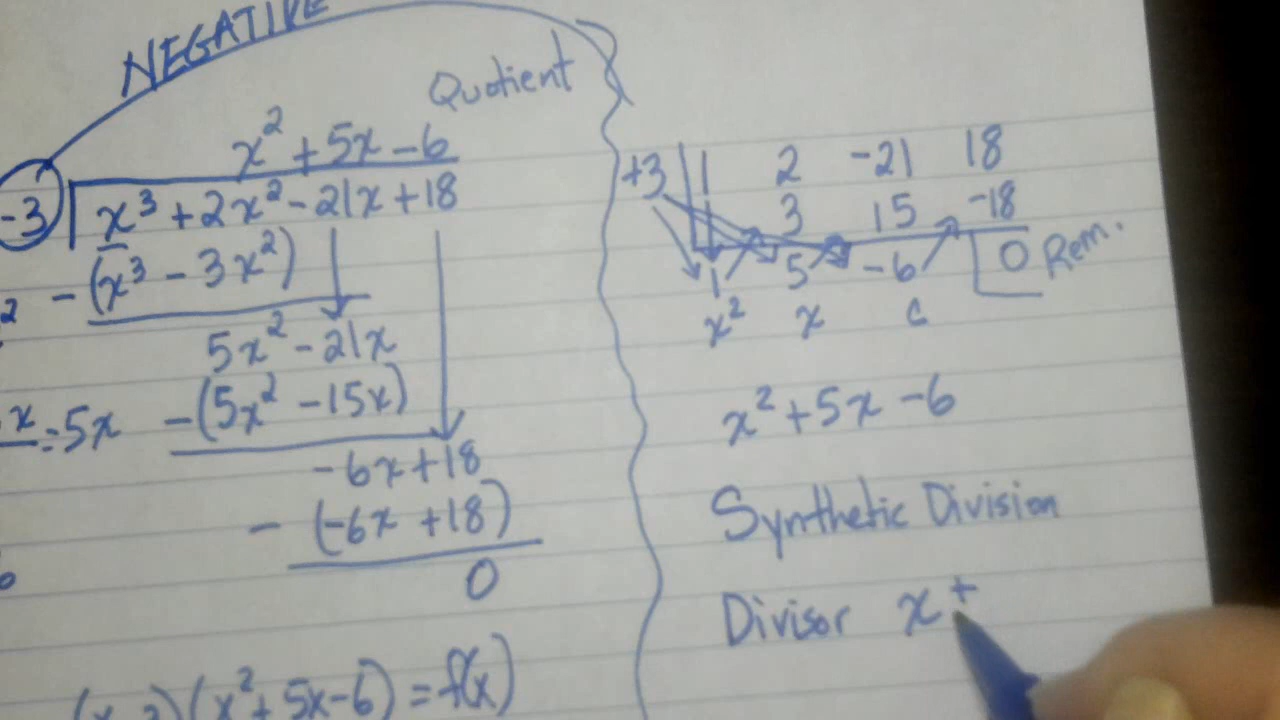 NEGATIVE
Quotient
x² + 5x - 6
-3 x³ + 2x² - 21x + 18
2 - (x³ - 3x²)
5x² - 21x
x = 5x - (5x² - 15x)
-6x + 18
- (-6x + 18)
0
(x² + 5x - 6) = f(x)
+3 1 2 -21 18
3 15 -18
1 5 -6 0 Rem.
x² x c
x² + 5x - 6
Synthetic Division
Divisor x ±